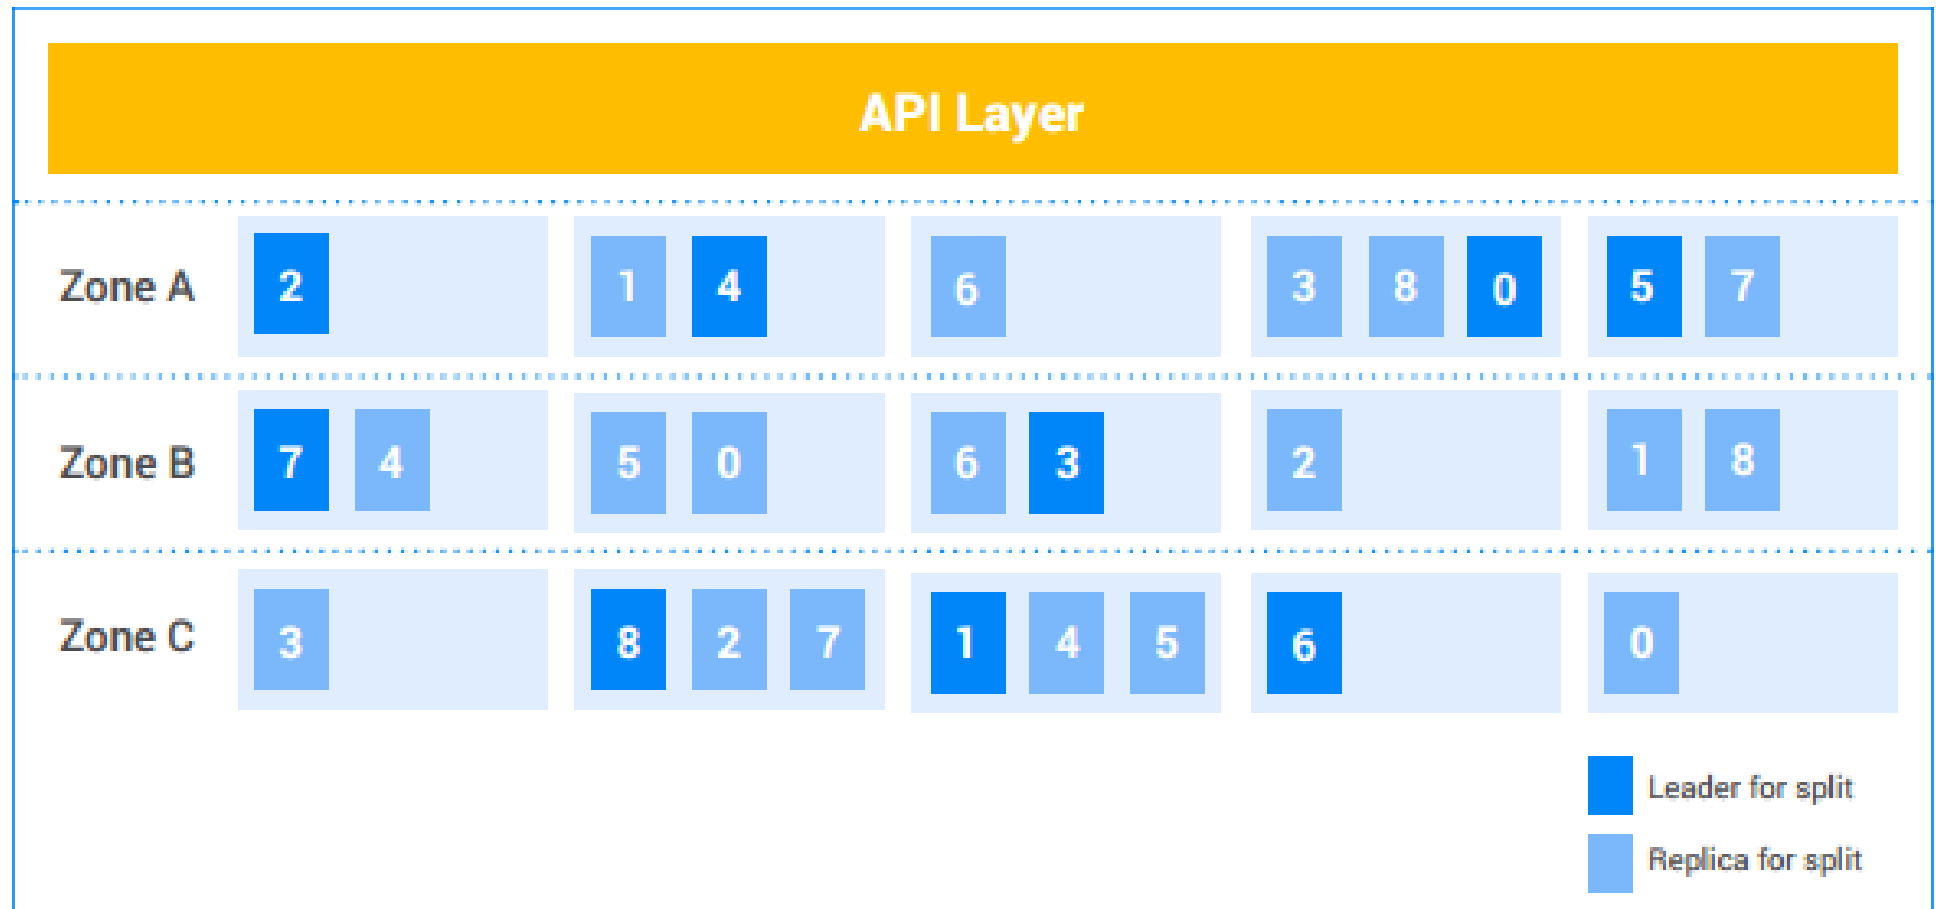 API Layer
Zone A 2 1 4 6 3 8 0 5 7
Zone B 7 4 5 0 6 3 2 1 8
Zone C 3 8 2 7 1 4 5 6 0
Leader for split
Replica for split